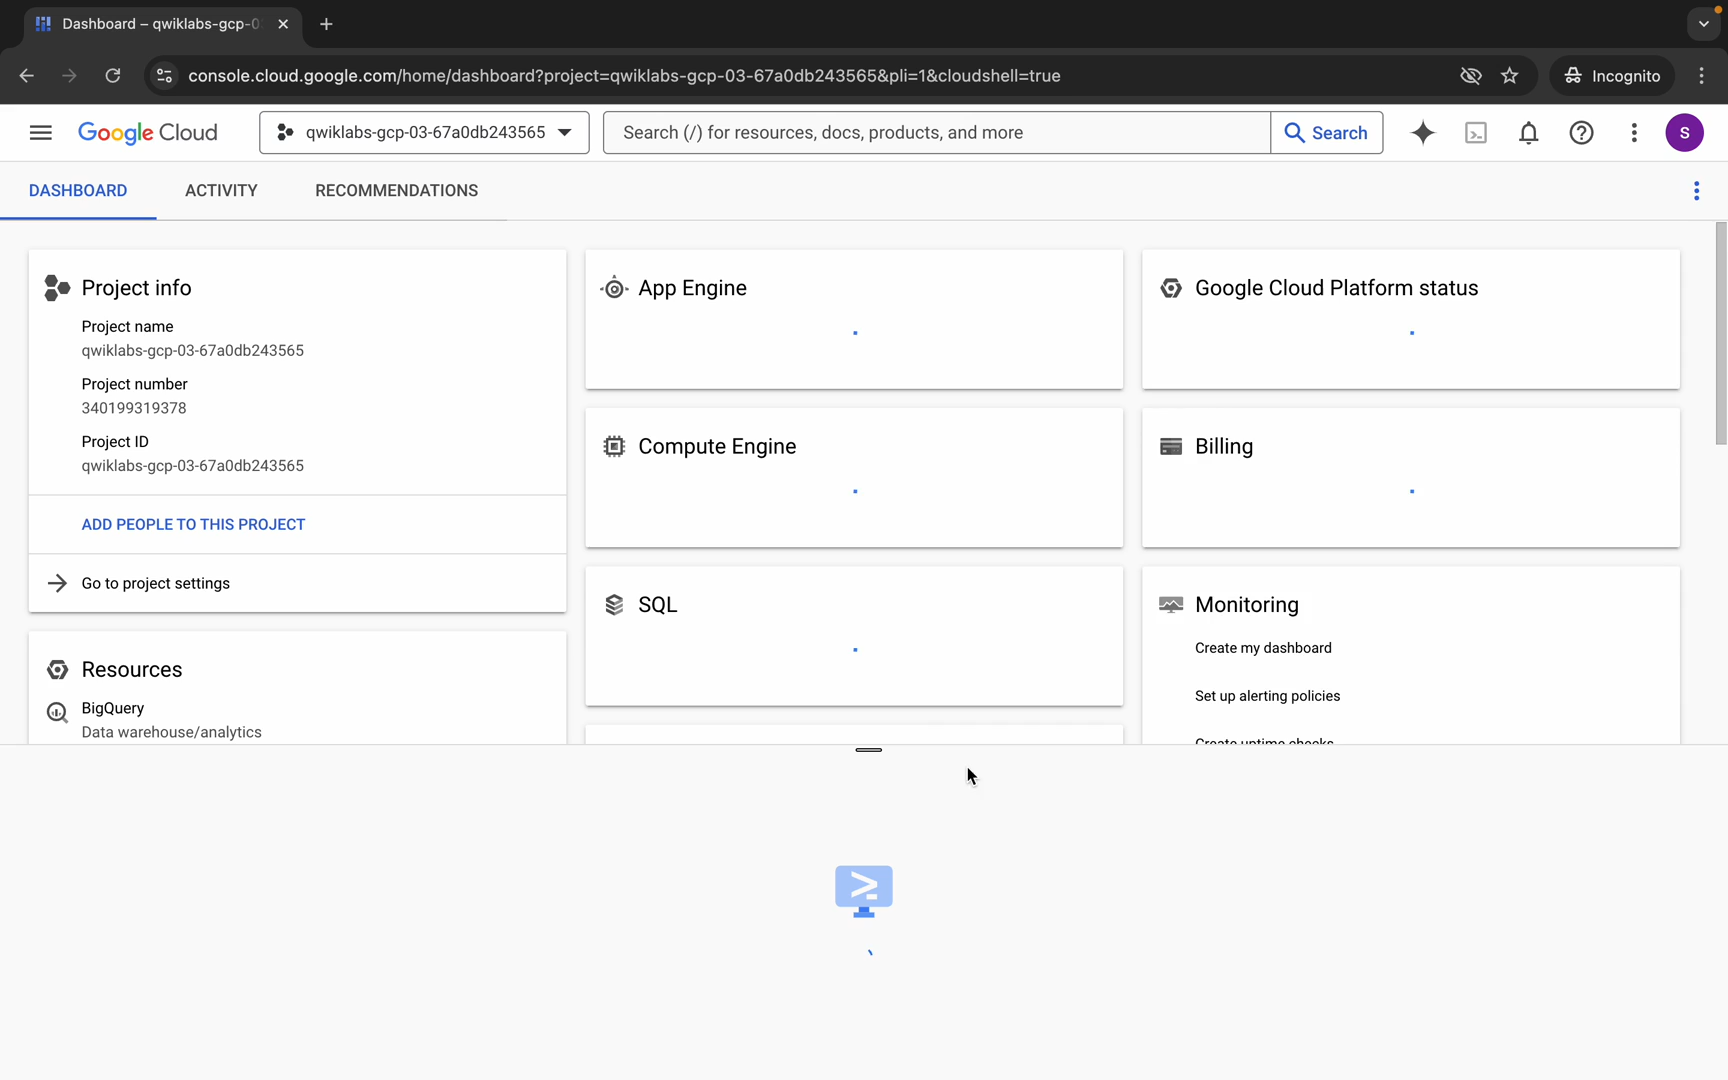 Dashboard – qwiklabs-gcp-0
console.cloud.google.com/home/dashboard?project=qwiklabs-gcp-03-67a0db243565&pli=1&cloudshell=true
Incognito
Google Cloud
qwiklabs-gcp-03-67a0db243565
Search (/) for resources, docs, products, and more
Search
S
DASHBOARD
ACTIVITY
RECOMMENDATIONS
Project info
Project name
qwiklabs-gcp-03-67a0db243565
Project number
340199319378
Project ID
qwiklabs-gcp-03-67a0db243565
ADD PEOPLE TO THIS PROJECT
Go to project settings
Resources
BigQuery
Data warehouse/analytics
App Engine
Compute Engine
SQL
Google Cloud Platform status
Billing
Monitoring
Create my dashboard
Set up alerting policies
Create uptime checks